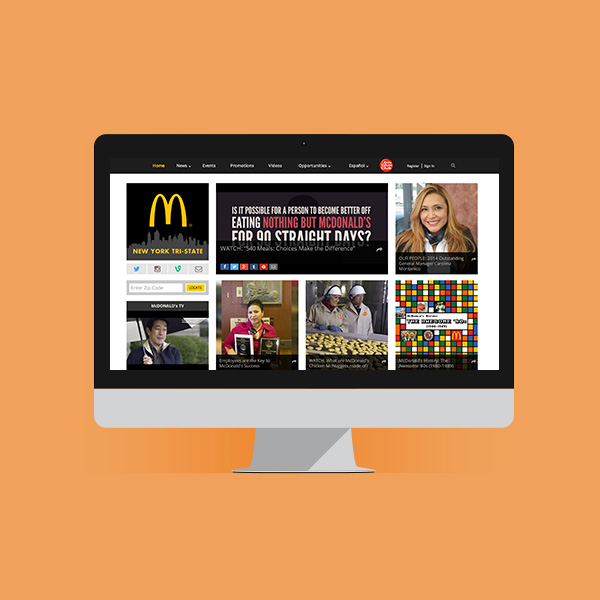 Home News Events Promotions Videos Opportunities Español Register | Sign In
NEW YORK TRI-STATE
Enter Zip Code LOCATE
McDONALD's TV
IS IT POSSIBLE FOR A PERSON TO BECOME BETTER OFF
EATING NOTHING BUT MCDONALD'S
FOR 90 STRAIGHT DAYS?
WATCH: "540 Meals: Choices Make the Difference"
OUR PEOPLE: 2014 Outstanding
General Manager Carolina
Employees are the Key to
McDonald's Success
WATCH: What are McDonald's
Chicken McNuggets made of?
THE AWESOME '80s
(1980-1989)
McDonald's History: The
Awesome '80s (1980-1989)